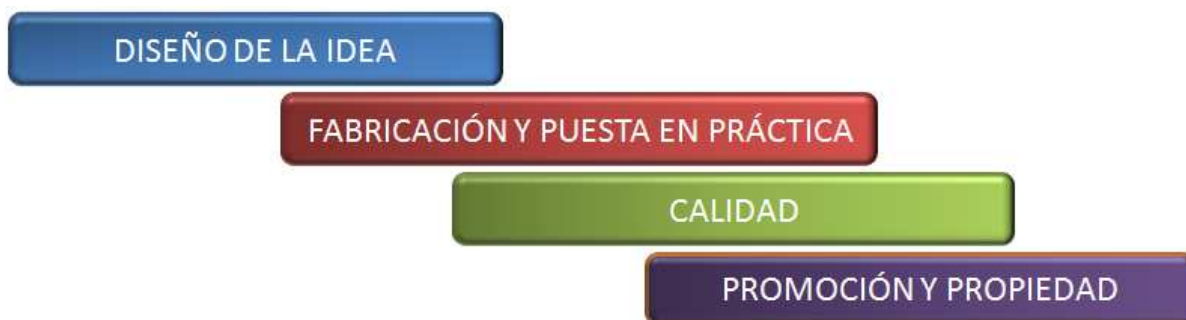 DISEÑO DE LA IDEA
FABRICACIÓN Y PUESTA EN PRÁCTICA
CALIDAD
PROMOCIÓN Y PROPIEDAD